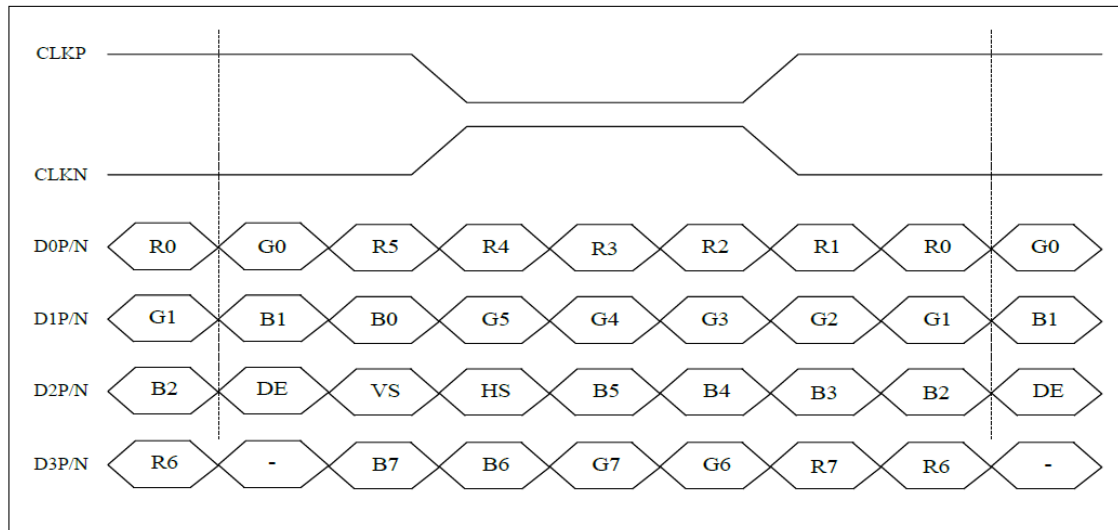 CLKP
CLKN
D0P/N R0 G0 R5 R4 R3 R2 R1 R0 G0
D1P/N G1 B1 B0 G5 G4 G3 G2 G1 B1
D2P/N B2 DE VS HS B5 B4 B3 B2 DE
D3P/N R6 - B7 B6 G7 G6 R7 R6 -